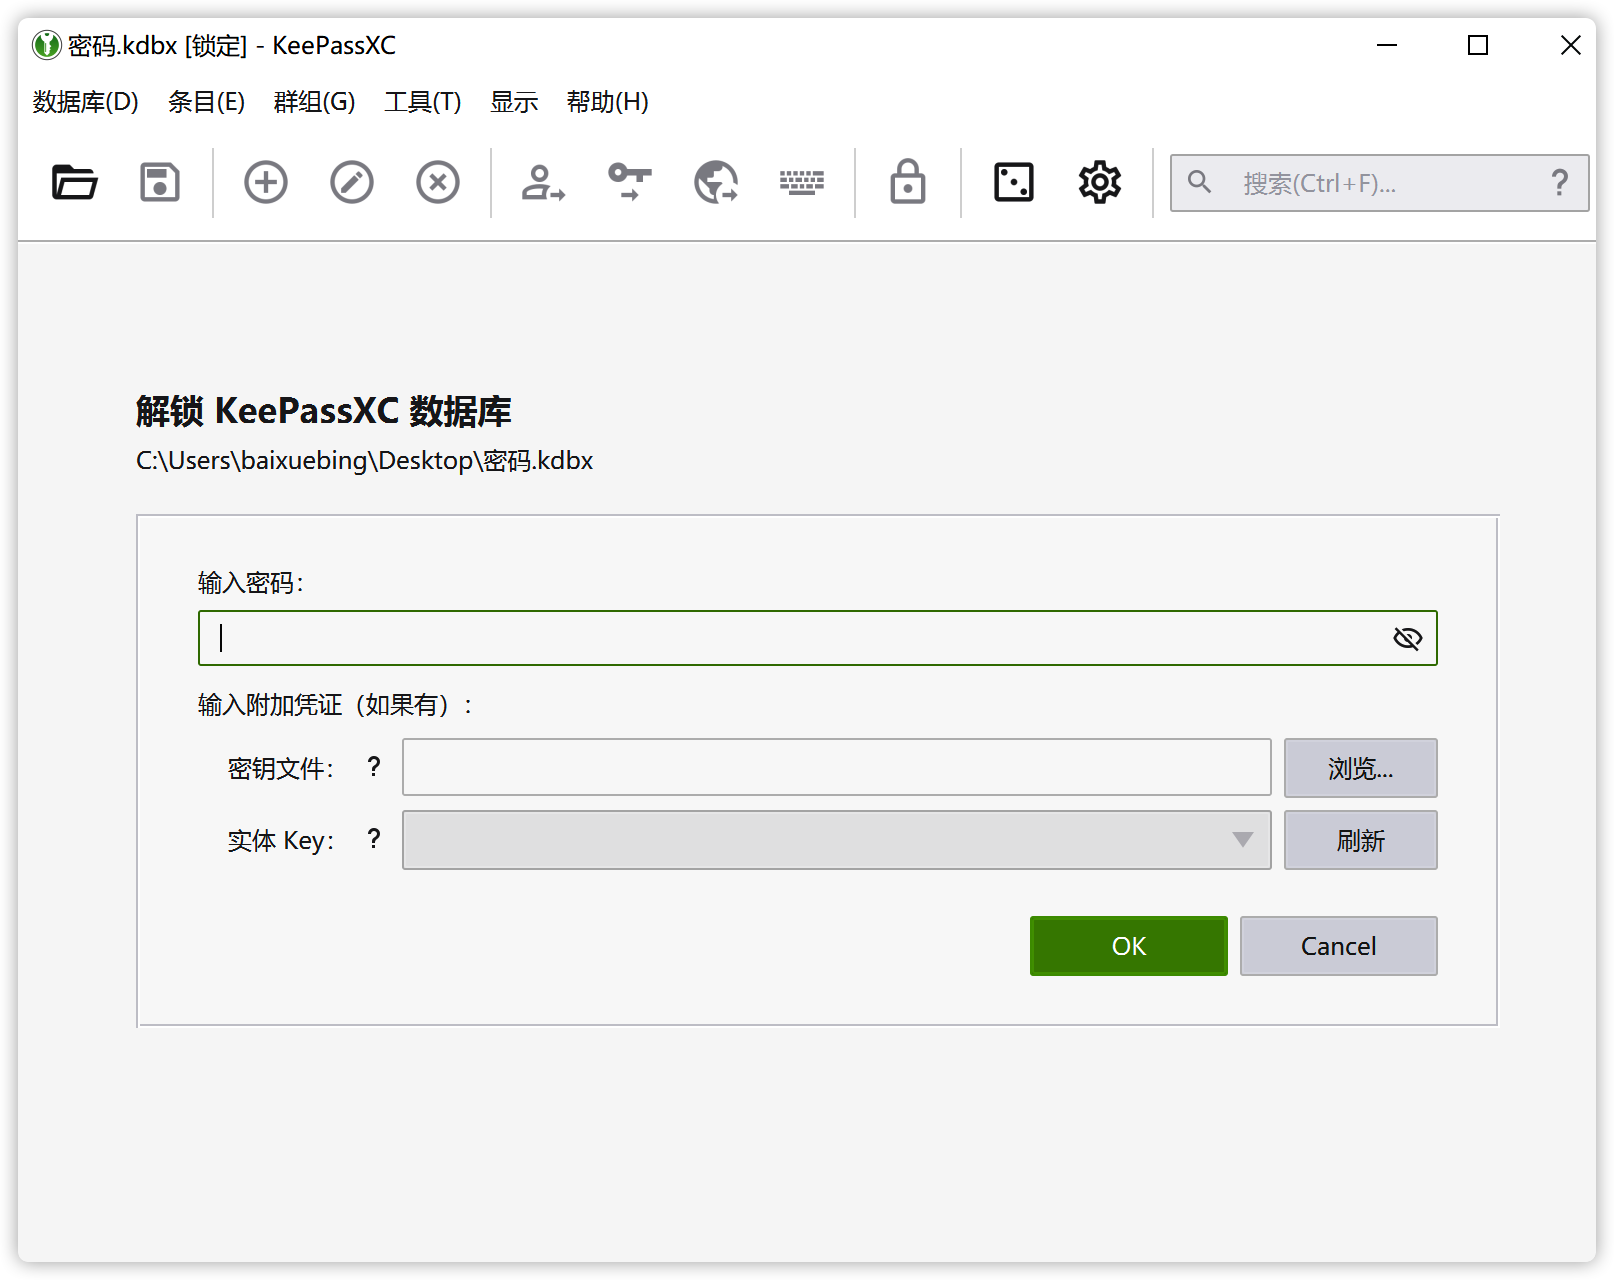 密码.kdbx [锁定] - KeePassXC
数据库(D) 条目(E) 群组(G) 工具(T) 显示 帮助(H)
搜索(Ctrl+F)... ?
解锁 KeePassXC 数据库
C:\Users\baixuebing\Desktop\密码.kdbx
输入密码：
输入附加凭证（如果有）：
密钥文件： ? 浏览...
实体 Key： ? 刷新
OK Cancel